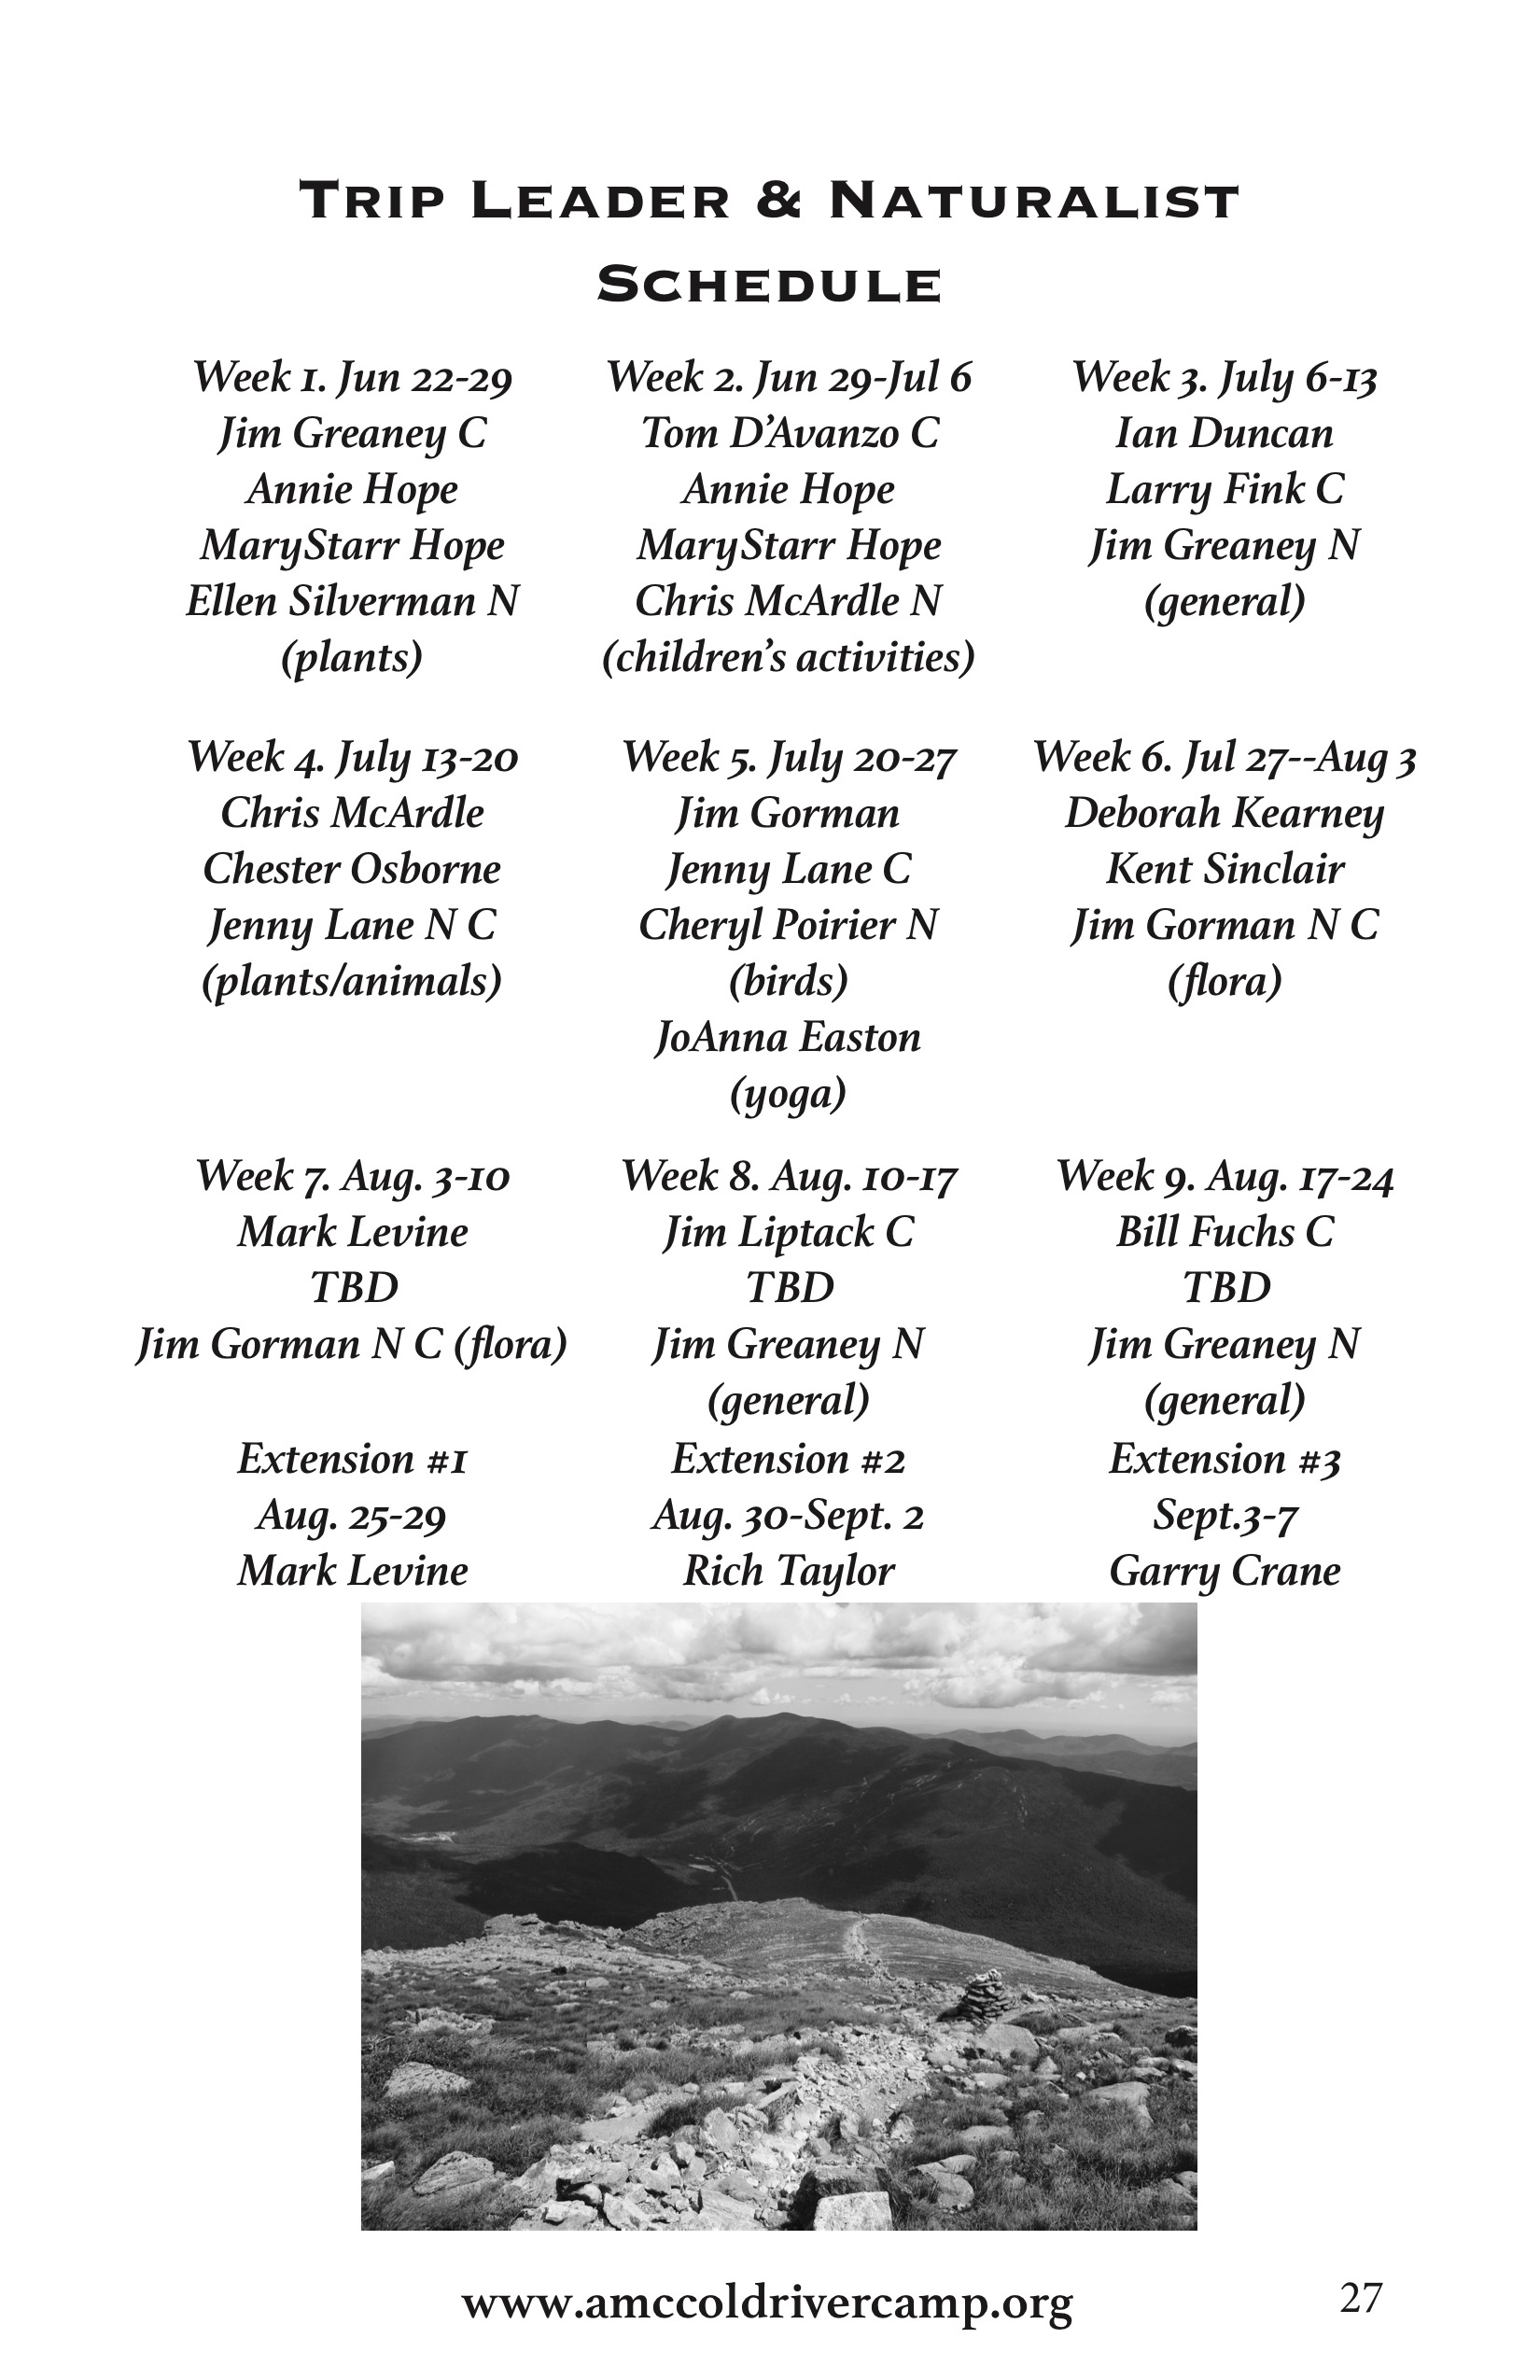 Trip Leader & Naturalist
Schedule
Week 1. Jun 22-29
Jim Greaney C
Annie Hope
MaryStarr Hope
Ellen Silverman N
(plants)
Week 2. Jun 29-Jul 6
Tom D’Avanzo C
Annie Hope
MaryStarr Hope
Chris McArdle N
(children’s activities)
Week 3. July 6-13
Ian Duncan
Larry Fink C
Jim Greaney N
(general)
Week 4. July 13-20
Chris McArdle
Chester Osborne
Jenny Lane N C
(plants/animals)
Week 5. July 20-27
Jim Gorman
Jenny Lane C
Cheryl Poirier N
(birds)
JoAnna Easton
(yoga)
Week 6. Jul 27--Aug 3
Deborah Kearney
Kent Sinclair
Jim Gorman N C
(flora)
Week 7. Aug. 3-10
Mark Levine
TBD
Jim Gorman N C (flora)
Week 8. Aug. 10-17
Jim Liptack C
TBD
Jim Greaney N
(general)
Week 9. Aug. 17-24
Bill Fuchs C
TBD
Jim Greaney N
(general)
Extension #1
Aug. 25-29
Mark Levine
Extension #2
Aug. 30-Sept. 2
Rich Taylor
Extension #3
Sept.3-7
Garry Crane
www.amccoldrivercamp.org
27